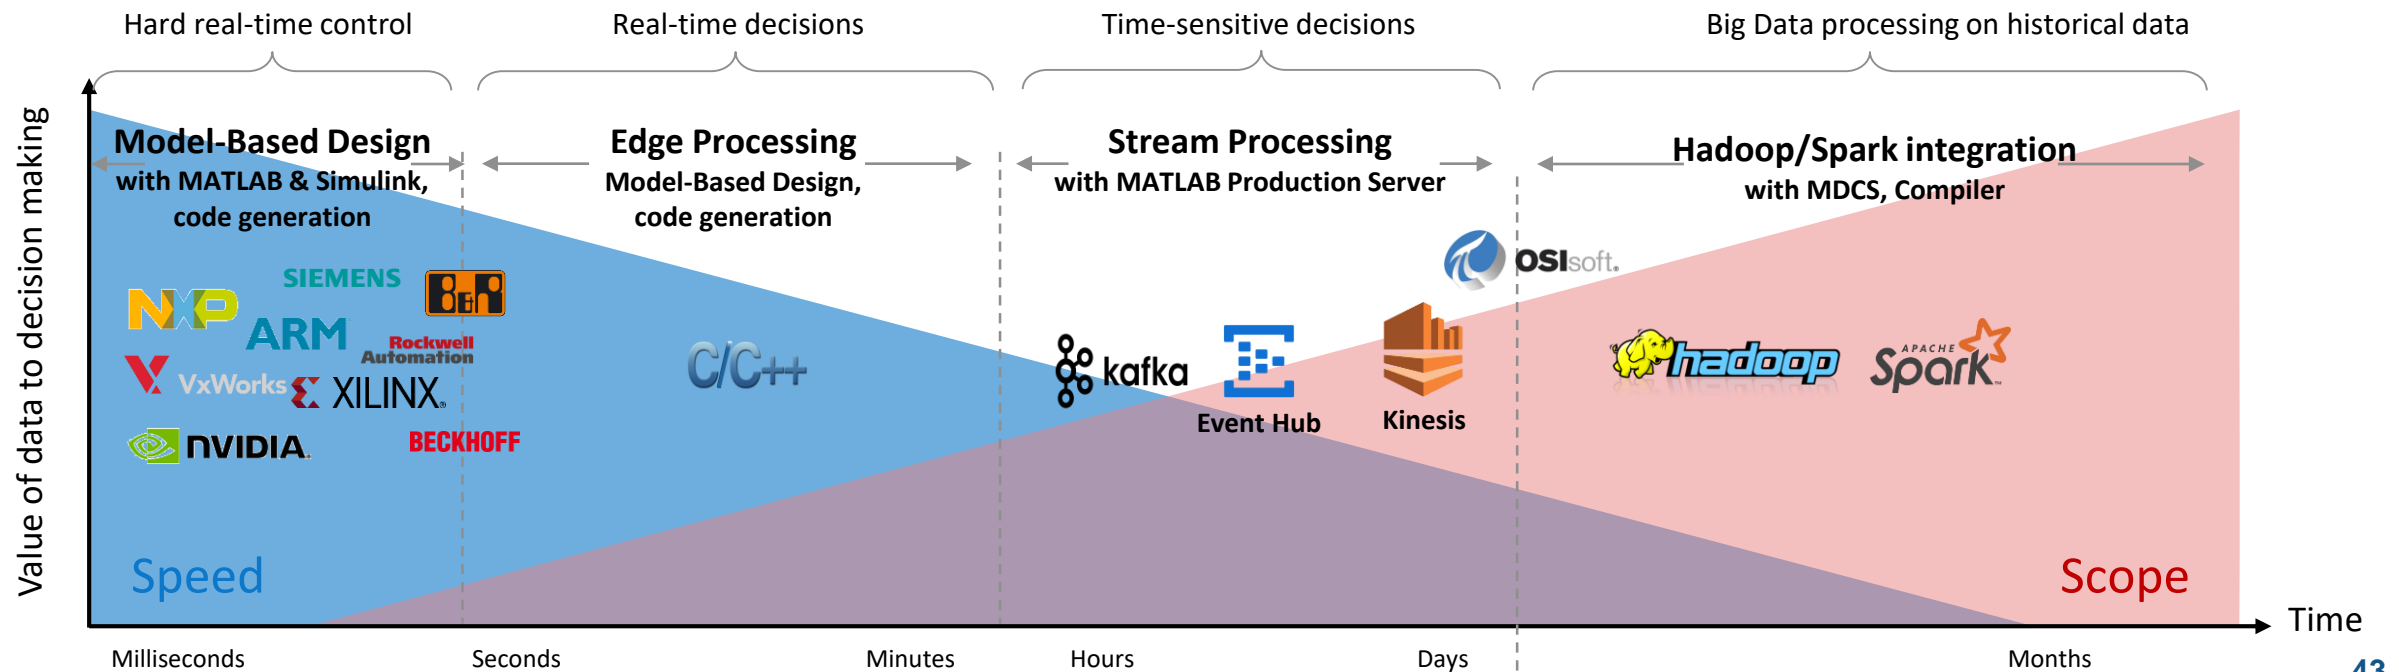 Hard real-time control
Real-time decisions
Time-sensitive decisions
Big Data processing on historical data
Value of data to decision making
Model-Based Design
with MATLAB & Simulink,
code generation
Edge Processing
Model-Based Design,
code generation
Stream Processing
with MATLAB Production Server
Hadoop/Spark integration
with MDCS, Compiler
SIEMENS
B&R
NXP
ARM
Rockwell
Automation
VxWorks
XILINX®
NVIDIA®
BECKHOFF
C/C++
kafka
Event Hub
Kinesis
OSIsoft®
hadoop
APACHE
Spark™
Speed
Scope
Time
Milliseconds
Seconds
Minutes
Hours
Days
Months
43